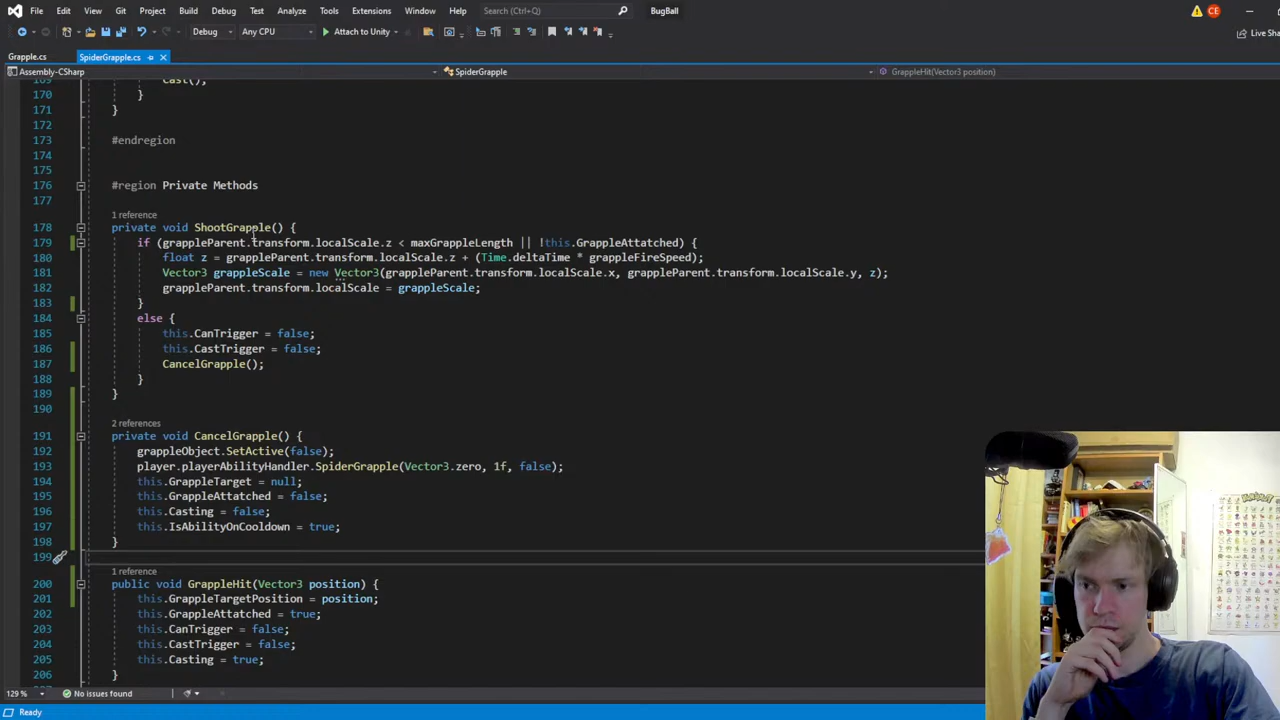 File Edit View Git Project Build Debug Test Analyze Tools Extensions Window Help Search (Ctrl+Q) BugBall CE
Debug Any CPU Attach to Unity Live Sha
Grapple.cs SpiderGrapple.cs
Assembly-CSharp SpiderGrapple GrappleHit(Vector3 position)
169 Cast();
170 }
171 }
172
173 #endregion
174
175
176 #region Private Methods
177
1 reference
178 private void ShootGrapple() {
179 if (grappleParent.transform.localScale.z < maxGrappleLength || !this.GrappleAttatched) {
180 float z = grappleParent.transform.localScale.z + (Time.deltaTime * grappleFireSpeed);
181 Vector3 grappleScale = new Vector3(grappleParent.transform.localScale.x, grappleParent.transform.localScale.y, z);
182 grappleParent.transform.localScale = grappleScale;
183 }
184 else {
185 this.CanTrigger = false;
186 this.CastTrigger = false;
187 CancelGrapple();
188 }
189 }
190
2 references
191 private void CancelGrapple() {
192 grappleObject.SetActive(false);
193 player.playerAbilityHandler.SpiderGrapple(Vector3.zero, 1f, false);
194 this.GrappleTarget = null;
195 this.GrappleAttatched = false;
196 this.Casting = false;
197 this.IsAbilityOnCooldown = true;
198 }
199
1 reference
200 public void GrappleHit(Vector3 position) {
201 this.GrappleTargetPosition = position;
202 this.GrappleAttatched = true;
203 this.CanTrigger = false;
204 this.CastTrigger = false;
205 this.Casting = true;
206 }
129 % No issues found
Ready